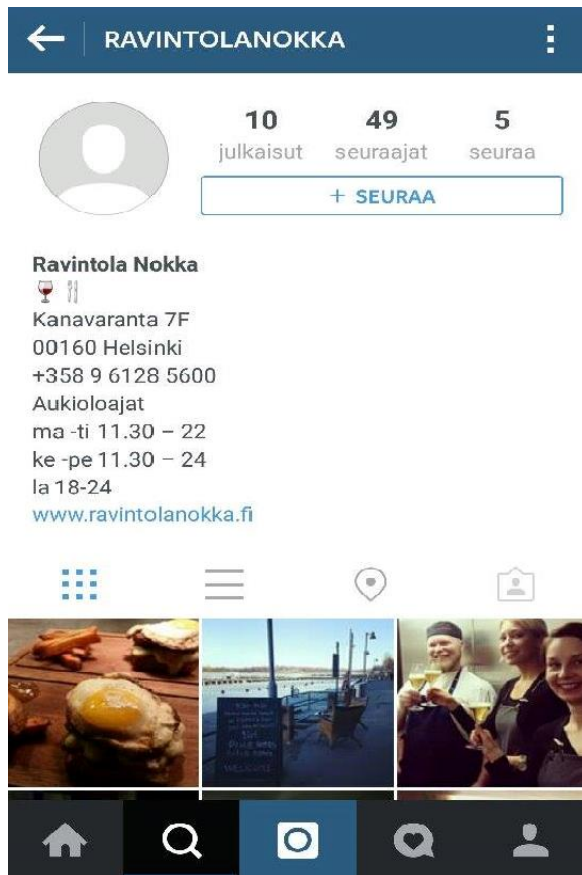 RAVINTOLANOKKA
10 49 5
julkaisut seuraajat seuraa
+ SEURAA
Ravintola Nokka
Kanavaranta 7F
00160 Helsinki
+358 9 6128 5600
Aukioloajat
ma -ti 11.30 – 22
ke -pe 11.30 – 24
la 18-24
www.ravintolanokka.fi